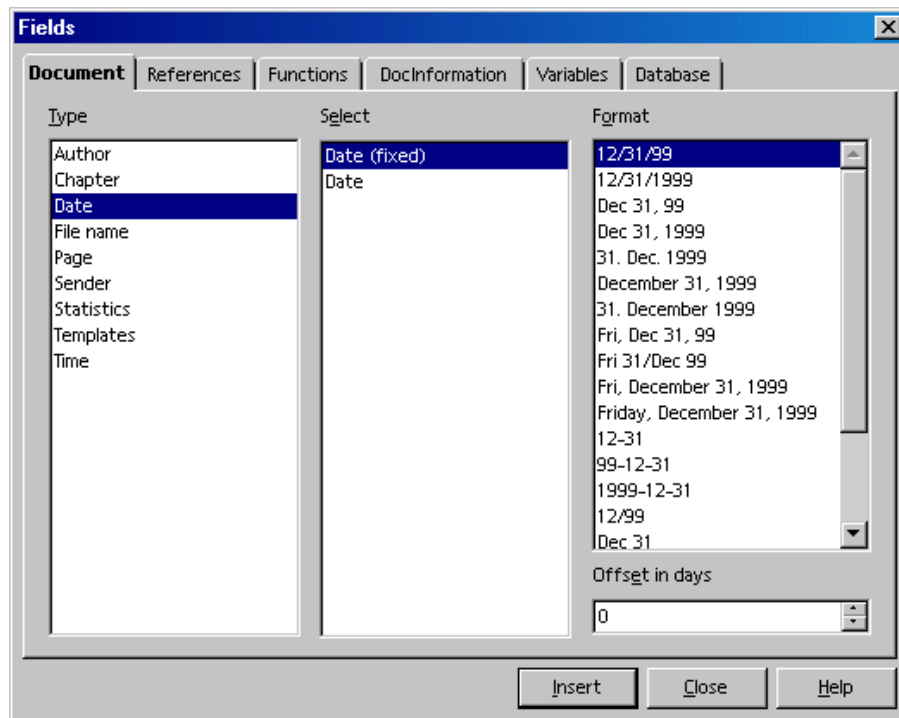 Fields
Document References Functions DocInformation Variables Database
Type
Author
Chapter
Date
File name
Page
Sender
Statistics
Templates
Time
Select
Date (fixed)
Date
Format
12/31/99
12/31/1999
Dec 31, 99
Dec 31, 1999
31. Dec. 1999
December 31, 1999
31. December 1999
Fri, Dec 31, 99
Fri 31/Dec 99
Fri, December 31, 1999
Friday, December 31, 1999
12-31
99-12-31
1999-12-31
12/99
Dec 31
Offset in days
0
Insert Close Help